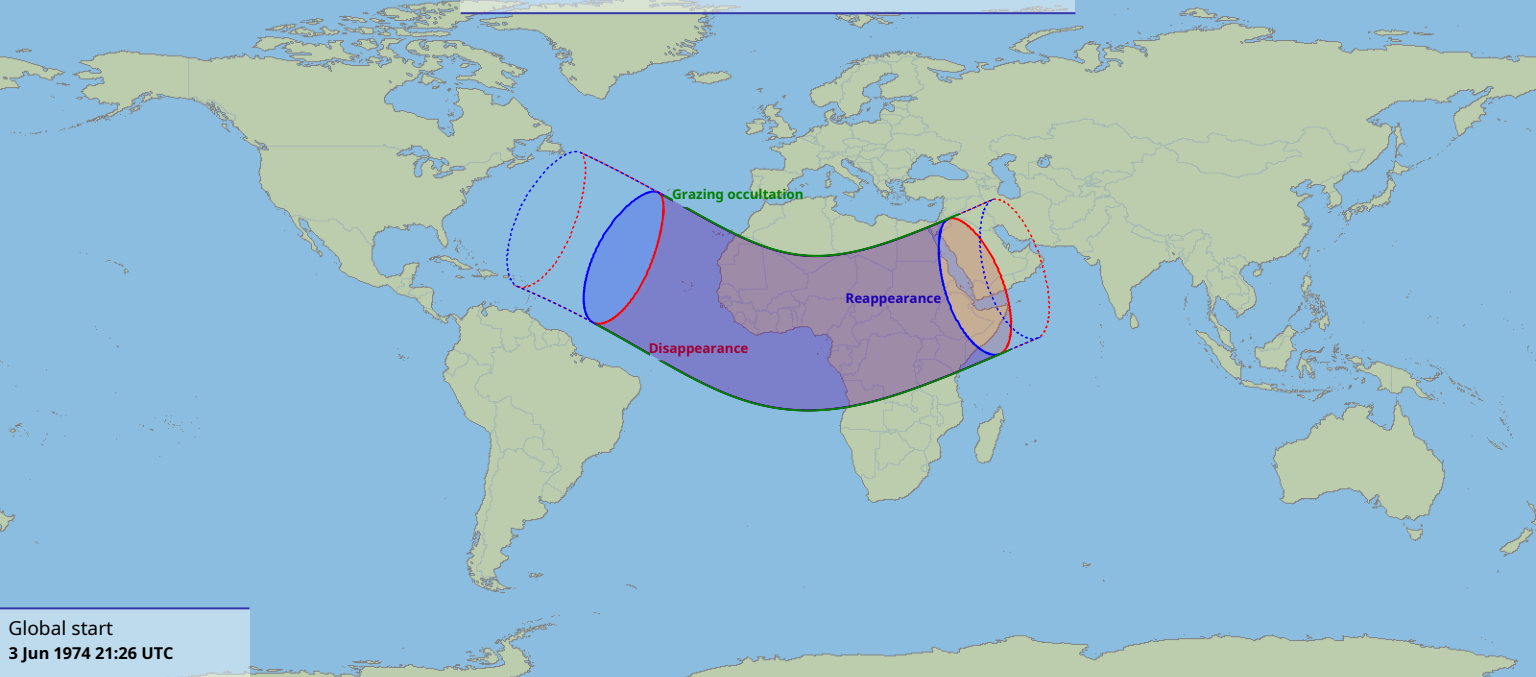 Grazing occultation
Reappearance
Disappearance
Global start
3 Jun 1974 21:26 UTC